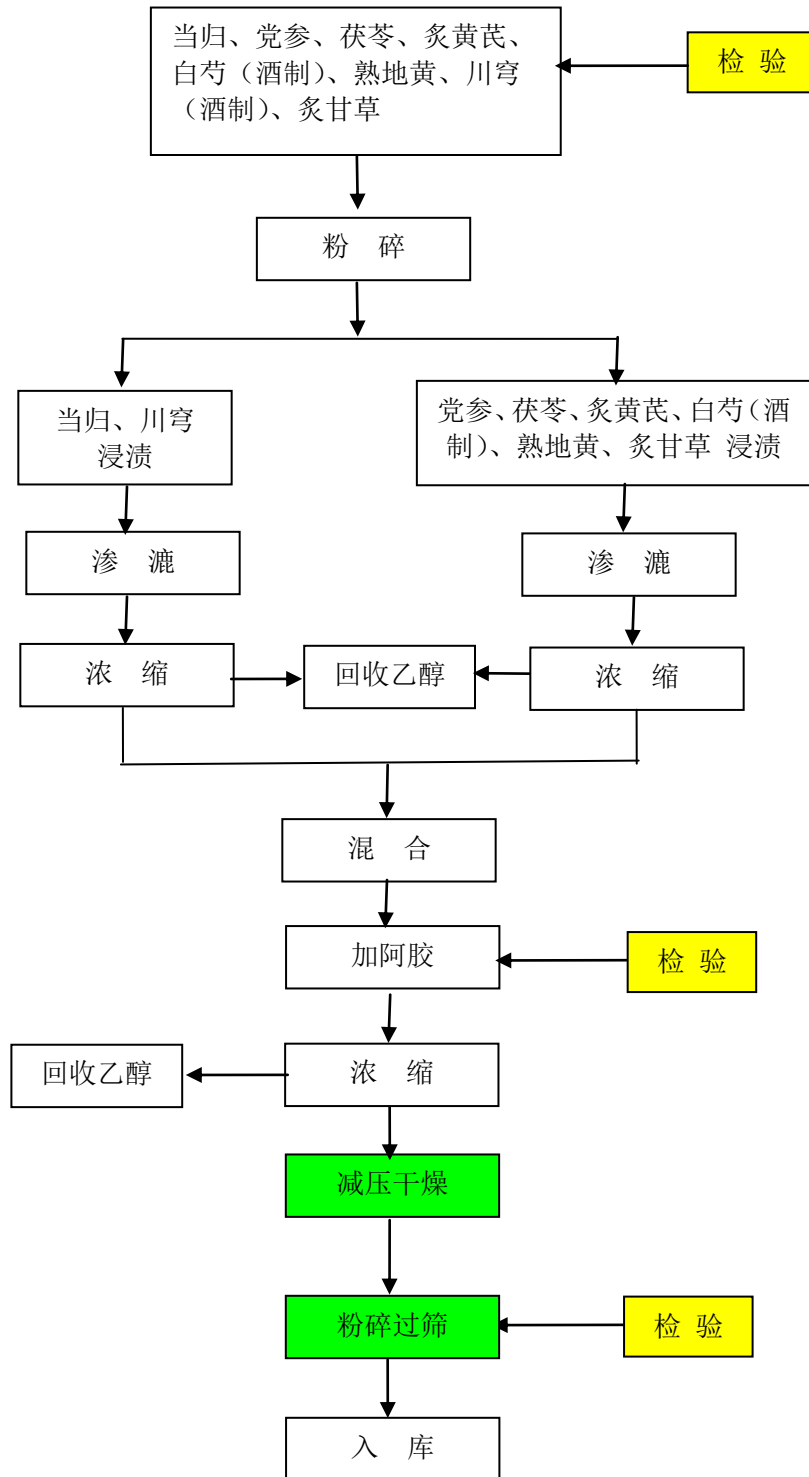 当归、党参、茯苓、炙黄芪、
白芍（酒制）、熟地黄、川穹
（酒制）、炙甘草
检 验
粉 碎
当归、川穹
浸渍
党参、茯苓、炙黄芪、白芍（酒
制）、熟地黄、炙甘草 浸渍
渗 漉
渗 漉
浓 缩
回收乙醇
浓 缩
混 合
加阿胶
检 验
回收乙醇
浓 缩
减压干燥
粉碎过筛
检 验
入 库